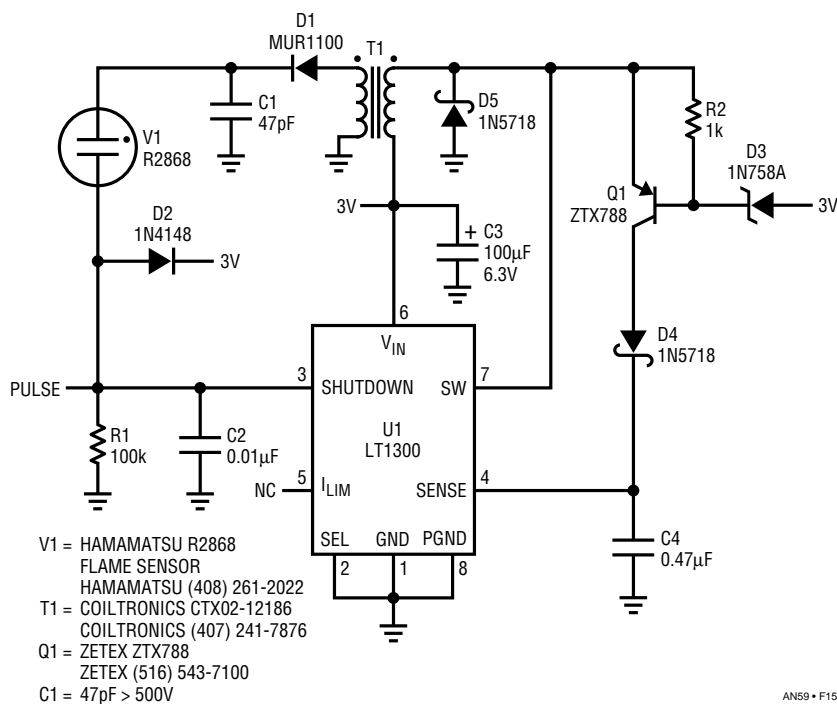 D1
MUR1100
T1
C1
47pF
D5
1N5718
R2
1k
V1
R2868
D3
1N758A
3V
Q1
ZTX788
D2
1N4148
3V
3V
+ C3
100µF
6.3V
6
VIN
D4
1N5718
PULSE
3
SHUTDOWN
SW
7
R1
100k
C2
0.01µF
U1
LT1300
NC
5
ILIM
SENSE
4
SEL
GND
PGND
2
1
8
C4
0.47µF
V1 = HAMAMATSU R2868
FLAME SENSOR
HAMAMATSU (408) 261-2022
T1 = COILTRONICS CTX02-12186
COILTRONICS (407) 241-7876
Q1 = ZETEX ZTX788
ZETEX (516) 543-7100
C1 = 47pF > 500V
AN59 • F15